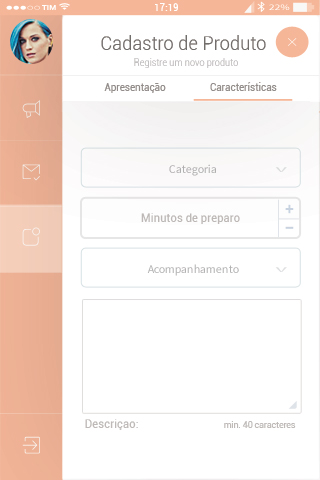 TIM 17:19 22%
Cadastro de Produto
Registre um novo produto
Apresentação Características
Categoria
Minutos de preparo
+
−
Acompanhamento
Descriçao: min. 40 caracteres